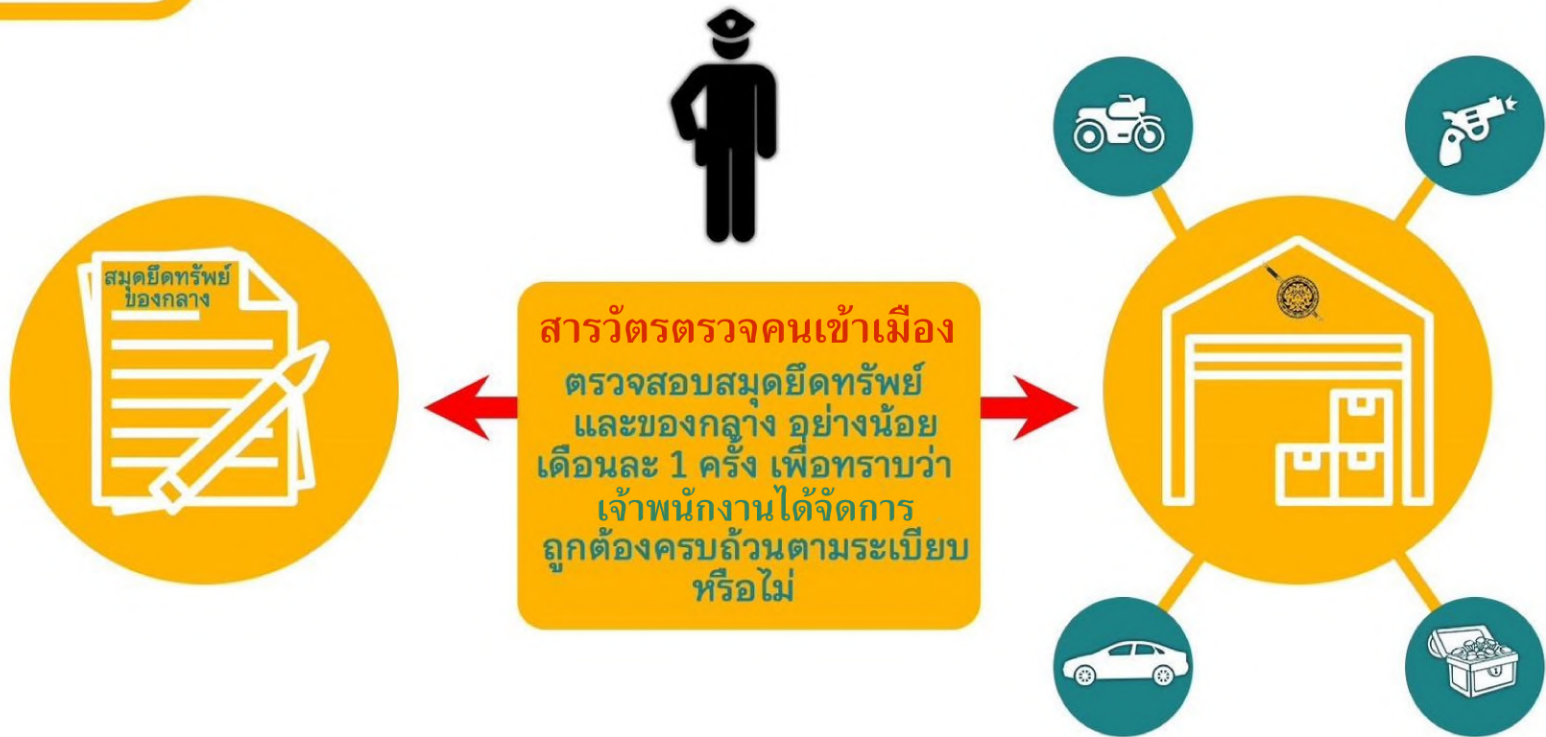 สมุดยึดทรัพย์
ของกลาง
สารวัตรตรวจคนเข้าเมือง
ตรวจสอบสมุดยึดทรัพย์
และของกลาง อย่างน้อย
เดือนละ 1 ครั้ง เพื่อทราบว่า
เจ้าพนักงานได้จัดการ
ถูกต้องครบถ้วนตามระเบียบ
หรือไม่